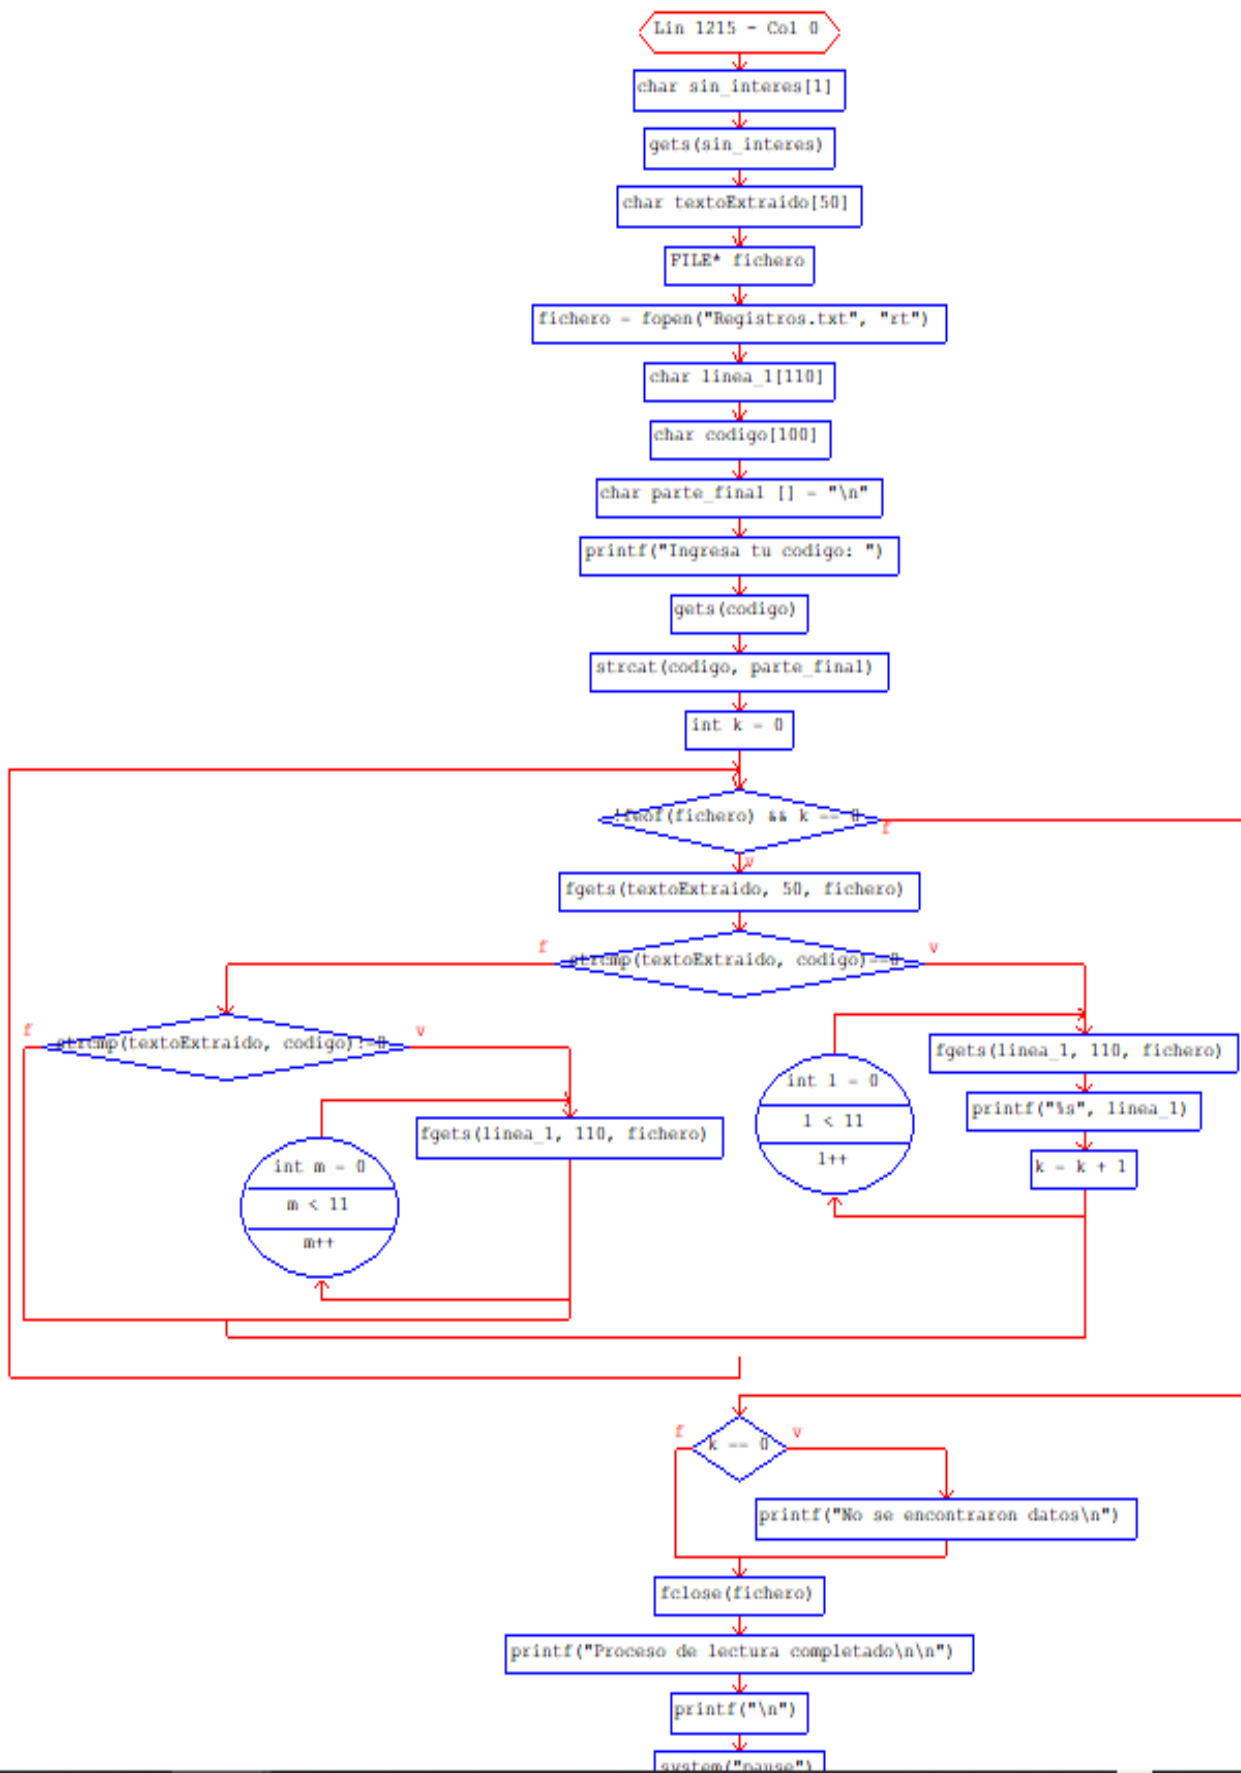 Lin 1215 - Col 0
char sin_interes[1]
gets(sin_interes)
char textoExtraido[50]
FILE* fichero
fichero = fopen("Registros.txt", "rt")
char linea_1[110]
char codigo[100]
char parte_final [] = "\n"
printf("Ingresa tu codigo: ")
gets(codigo)
strcat(codigo, parte_final)
int k = 0
!feof(fichero) && k == 0
f
v
fgets(textoExtraido, 50, fichero)
f
v
strcmp(textoExtraido, codigo)==0
f
v
strcmp(textoExtraido, codigo)!=0
fgets(linea_1, 110, fichero)
int l = 0
l < 11
l++
printf("%s", linea_1)
k = k + 1
fgets(linea_1, 110, fichero)
int m = 0
m < 11
m++
f
v
k == 0
printf("No se encontraron datos\n")
fclose(fichero)
printf("Proceso de lectura completado\n\n")
printf("\n")
system("pause")